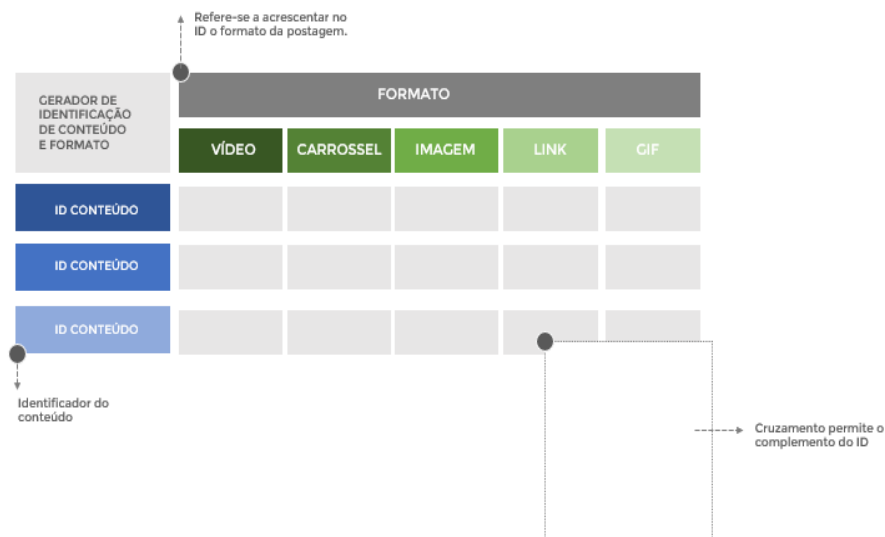 Refere-se a acrescentar no
ID o formato da postagem.
GERADOR DE
IDENTIFICAÇÃO
DE CONTEÚDO
E FORMATO
FORMATO
VÍDEO
CARROSSEL
IMAGEM
LINK
GIF
ID CONTEÚDO
ID CONTEÚDO
ID CONTEÚDO
Identificador do
conteúdo
Cruzamento permite o
complemento do ID